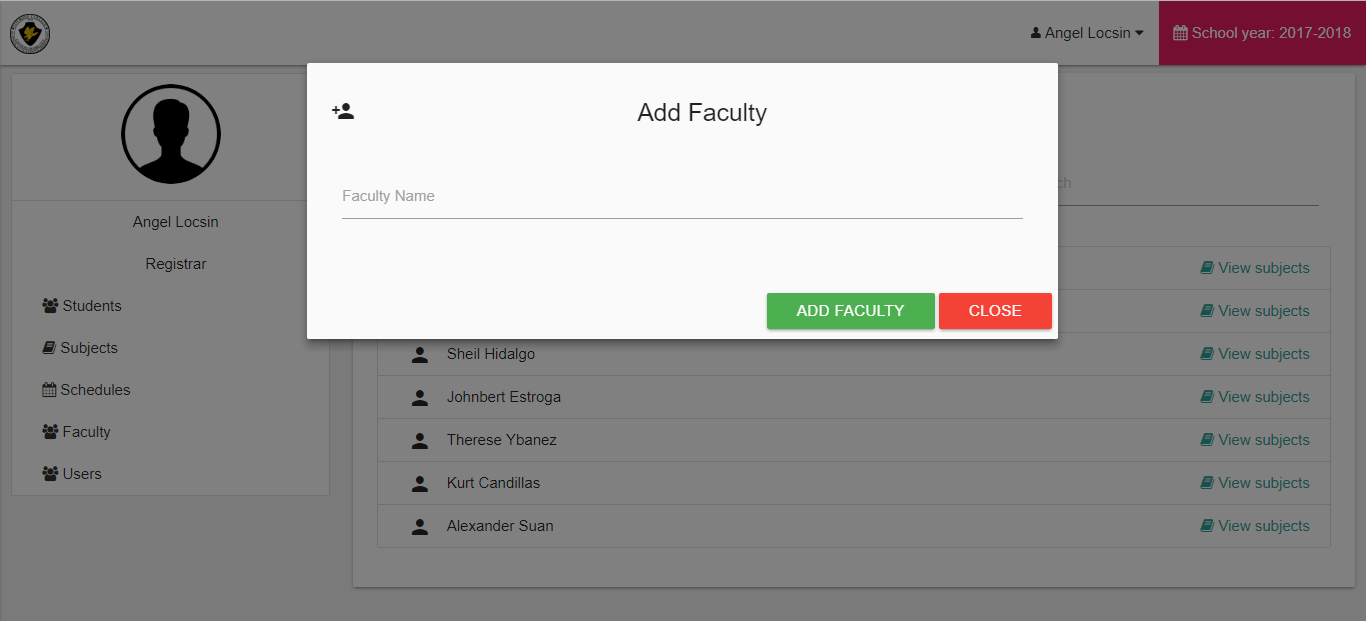 Angel Locsin
School year: 2017-2018
Add Faculty
Faculty Name
ADD FACULTY
CLOSE
Angel Locsin
Registrar
Students
Subjects
Schedules
Faculty
Users
View subjects
View subjects
Sheil Hidalgo View subjects
Johnbert Estroga View subjects
Therese Ybanez View subjects
Kurt Candillas View subjects
Alexander Suan View subjects